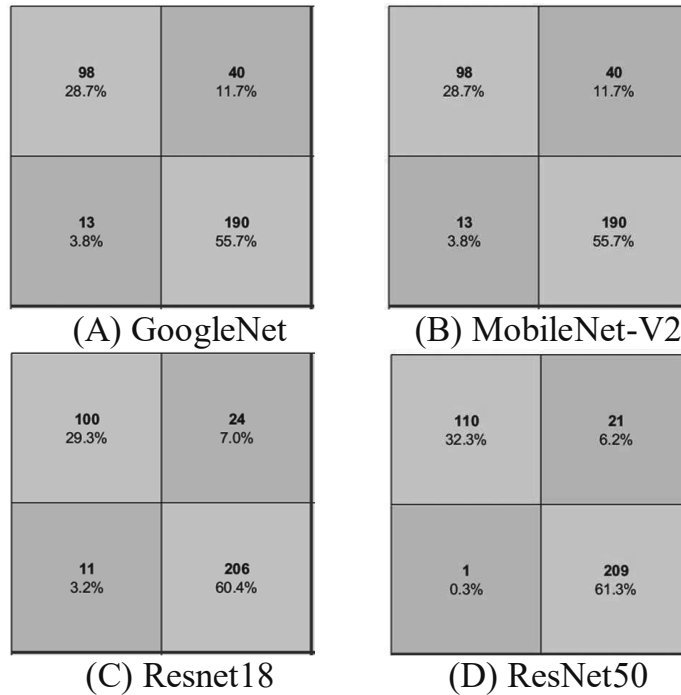 98 40 98 40
28.7% 11.7% 28.7% 11.7%
13 190 13 190
3.8% 55.7% 3.8% 55.7%
(A) GoogleNet (B) MobileNet-V2
100 24 110 21
29.3% 7.0% 32.3% 6.2%
11 206 1 209
3.2% 60.4% 0.3% 61.3%
(C) Resnet18 (D) ResNet50